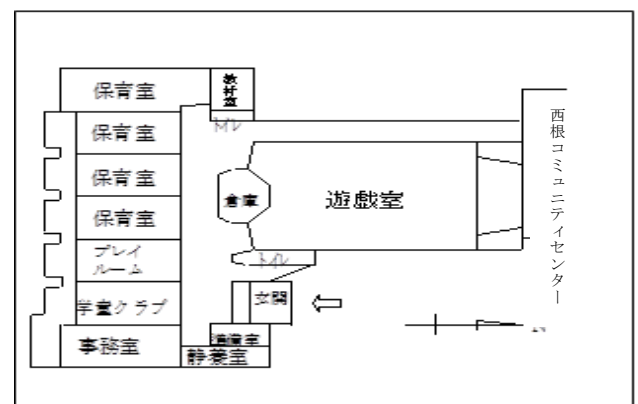 保育室
教材室
保育室
トイレ
保育室
保育室
倉庫
遊戯室
西根コミュニティセンター
プレイ
ルーム
トイレ
学童クラブ
玄関
事務室
静養室